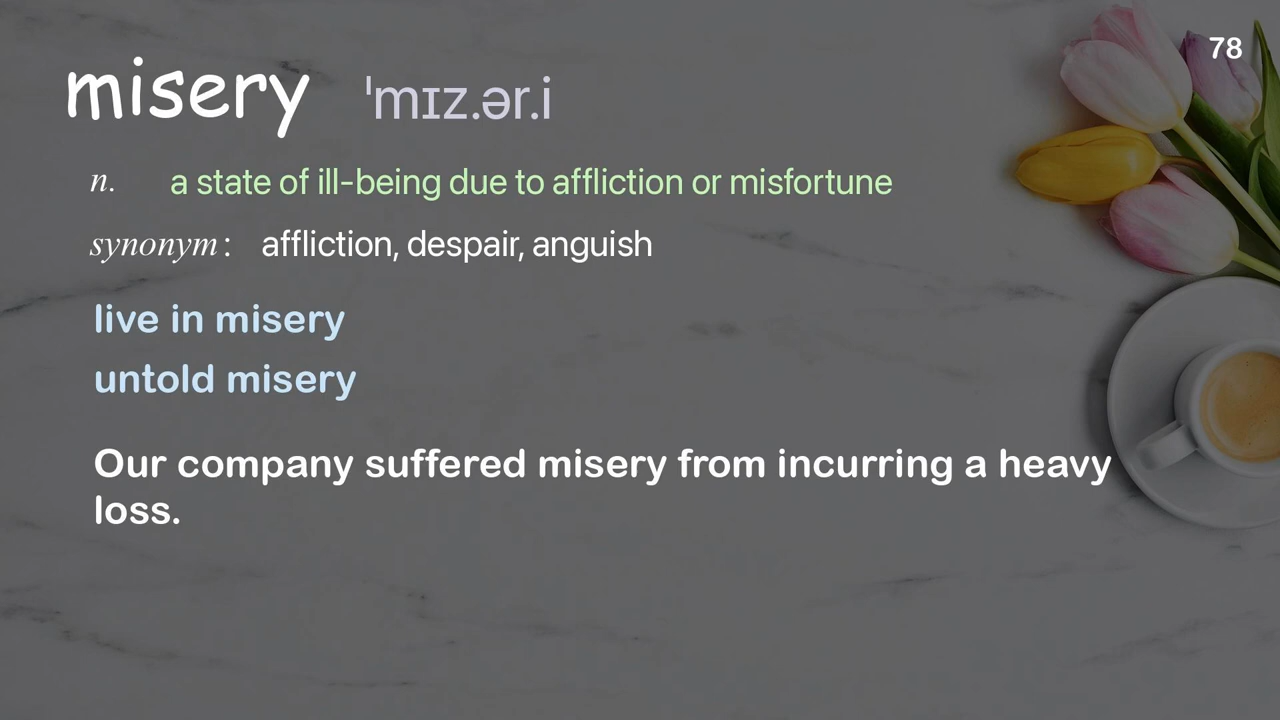 78
misery ˈmɪz.ər.i
n. a state of ill-being due to affliction or misfortune
synonym: affliction, despair, anguish
live in misery
untold misery
Our company suffered misery from incurring a heavy
loss.